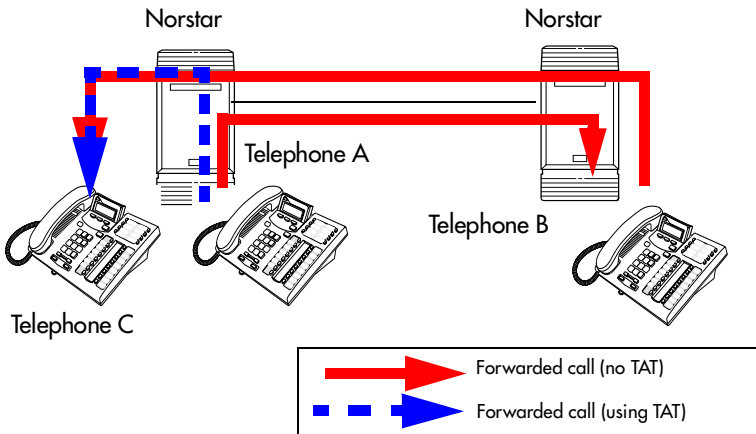 Norstar
Norstar
Telephone A
Telephone B
Telephone C
Forwarded call (no TAT)
Forwarded call (using TAT)